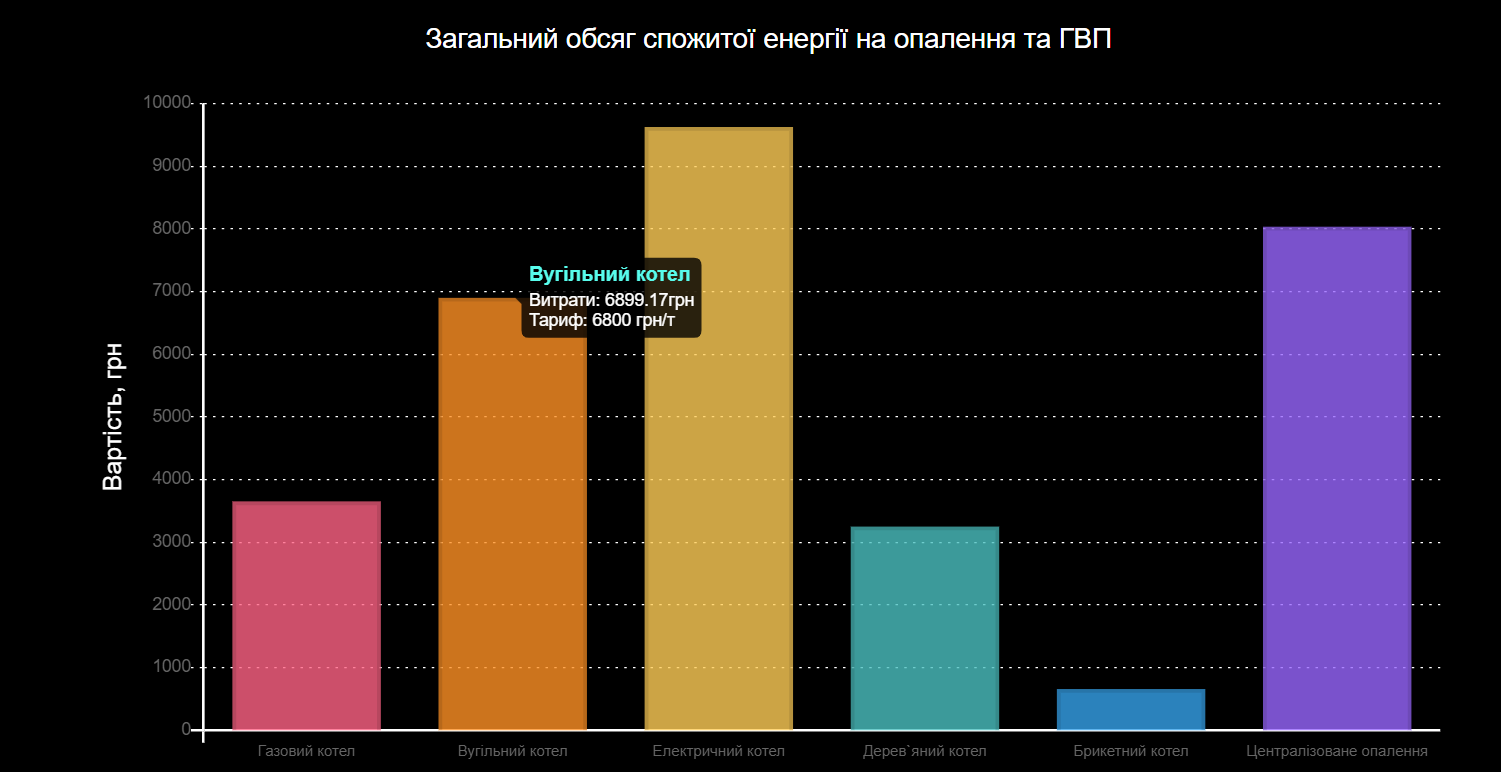 Загальний обсяг спожитої енергії на опалення та ГВП
10000
9000
8000
7000
6000
5000
4000
3000
2000
1000
0
Вартість, грн
Вугільний котел
Витрати: 6899.17грн
Тариф: 6800 грн/т
Газовий котел
Вугільний котел
Електричний котел
Дерев`яний котел
Брикетний котел
Централізоване опалення